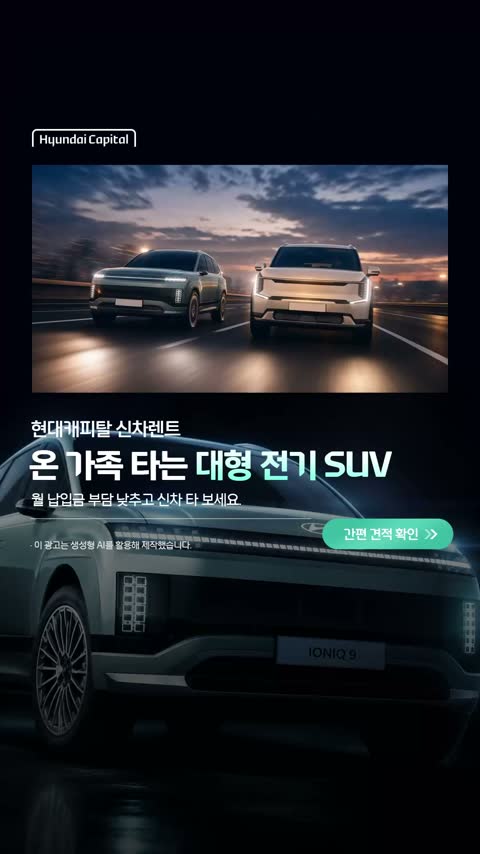 Hyundai Capital
현대캐피탈 신차렌트
온 가족 타는 대형 전기 SUV
월 납입금 부담 낮추고 신차 타 보세요.
간편 견적 확인
· 이 광고는 생성형 AI를 활용해 제작했습니다.
IONIQ 9